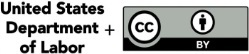 United States
Department +
of Labor
cc
BY